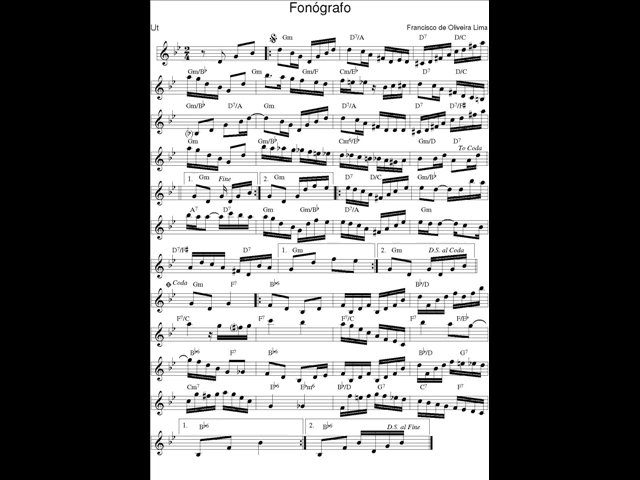 Fonógrafo
Ut Francisco de Oliveira Lima
Gm D7/A D7 D/C
Gm/B♭ Gm Gm/F Cm/E♭ D7 D/C
Gm/B♭ D7/A Gm D7/A D7 D7/F#
Gm Gm/B♭ Cm6/B♭ Gm/D D7 To Coda
1. Gm Fine 2. Gm D7 D/C Gm/B♭
A7 D7 Gm Gm/B♭ D7/A Gm
D7/F# D7 1. Gm 2. Gm D.S. al Coda
Coda Gm F7 B♭6 B♭/D
F7/C F7 F7/C F7 F/E♭
B♭6 F7 B♭6 B♭/D G7
Cm7 E♭6 E♭m6 B♭/D G7 C7 F7
1. B♭6 2. B♭6 D.S. al Fine